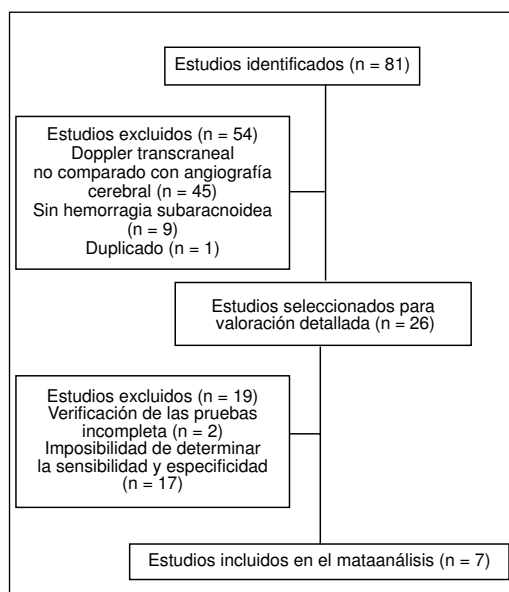 Estudios identificados (n = 81)
Estudios excluidos (n = 54)
Doppler transcraneal
no comparado con angiografía
cerebral (n = 45)
Sin hemorragia subaracnoidea
(n = 9)
Duplicado (n = 1)
Estudios seleccionados para
valoración detallada (n = 26)
Estudios excluidos (n = 19)
Verificación de las pruebas
incompleta (n = 2)
Imposibilidad de determinar
la sensibilidad y especificidad
(n = 17)
Estudios incluidos en el mataanálisis (n = 7)